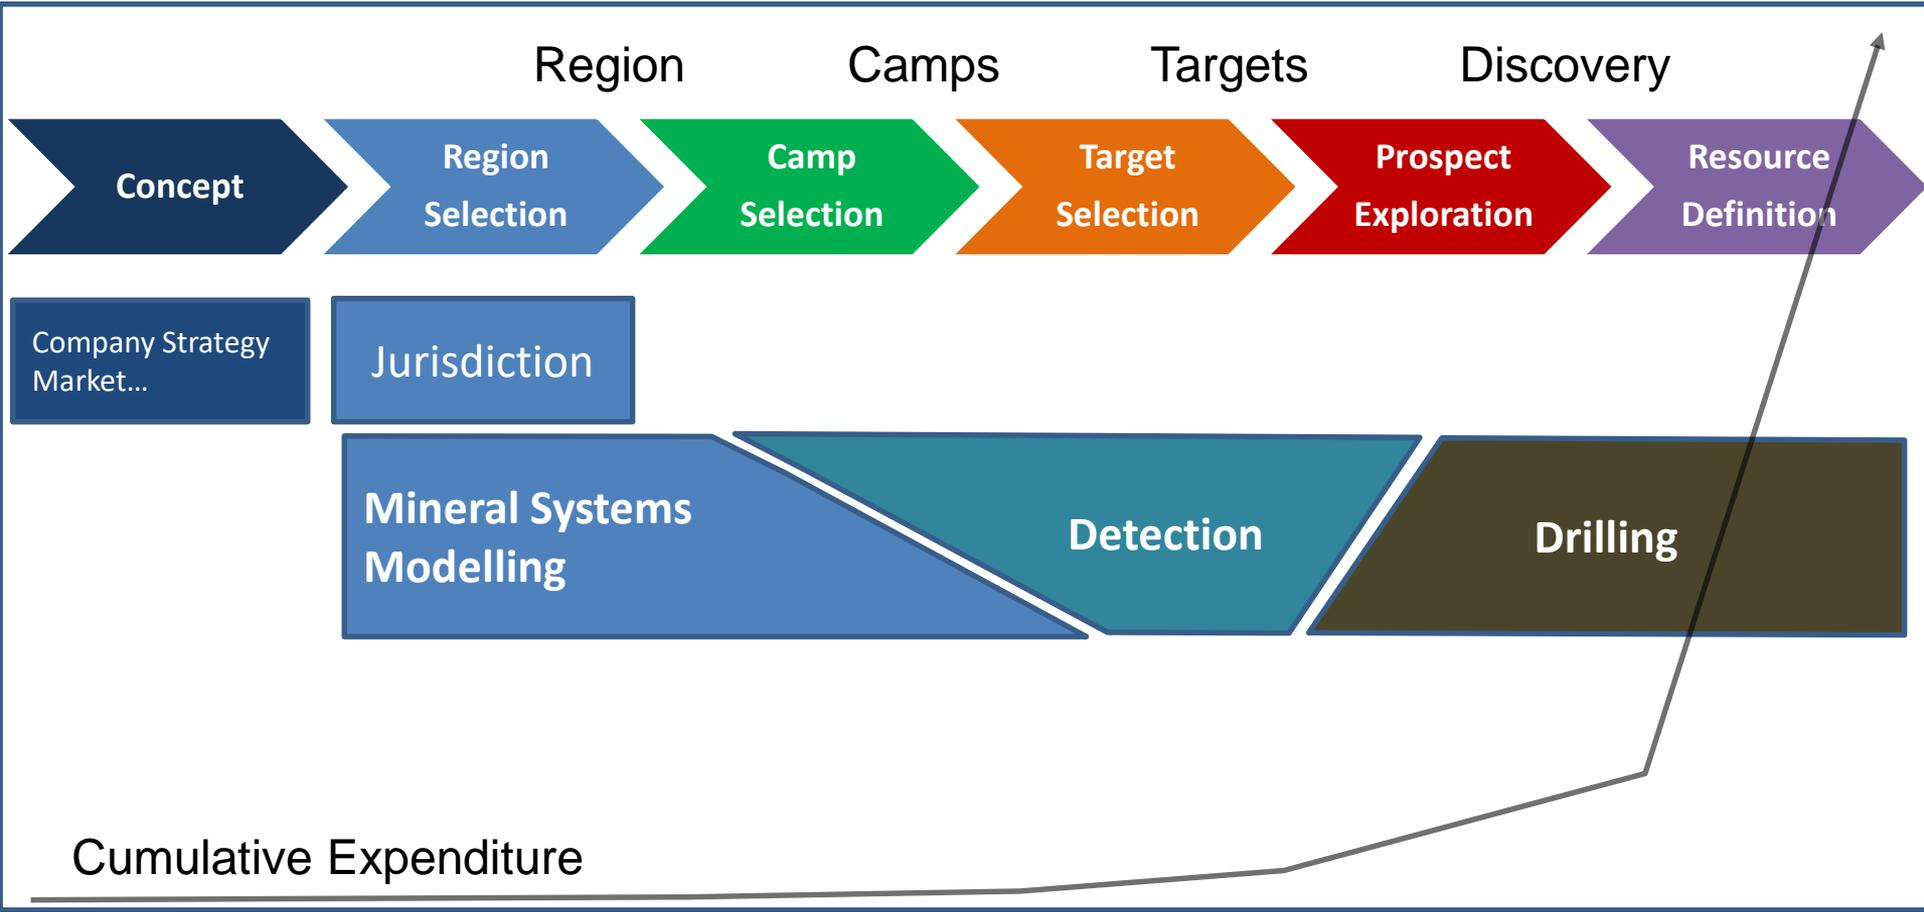 Region
Camps
Targets
Discovery
Concept
Region
Selection
Camp
Selection
Target
Selection
Prospect
Exploration
Resource
Definition
Company Strategy
Market…
Jurisdiction
Mineral Systems
Modelling
Detection
Drilling
Cumulative Expenditure